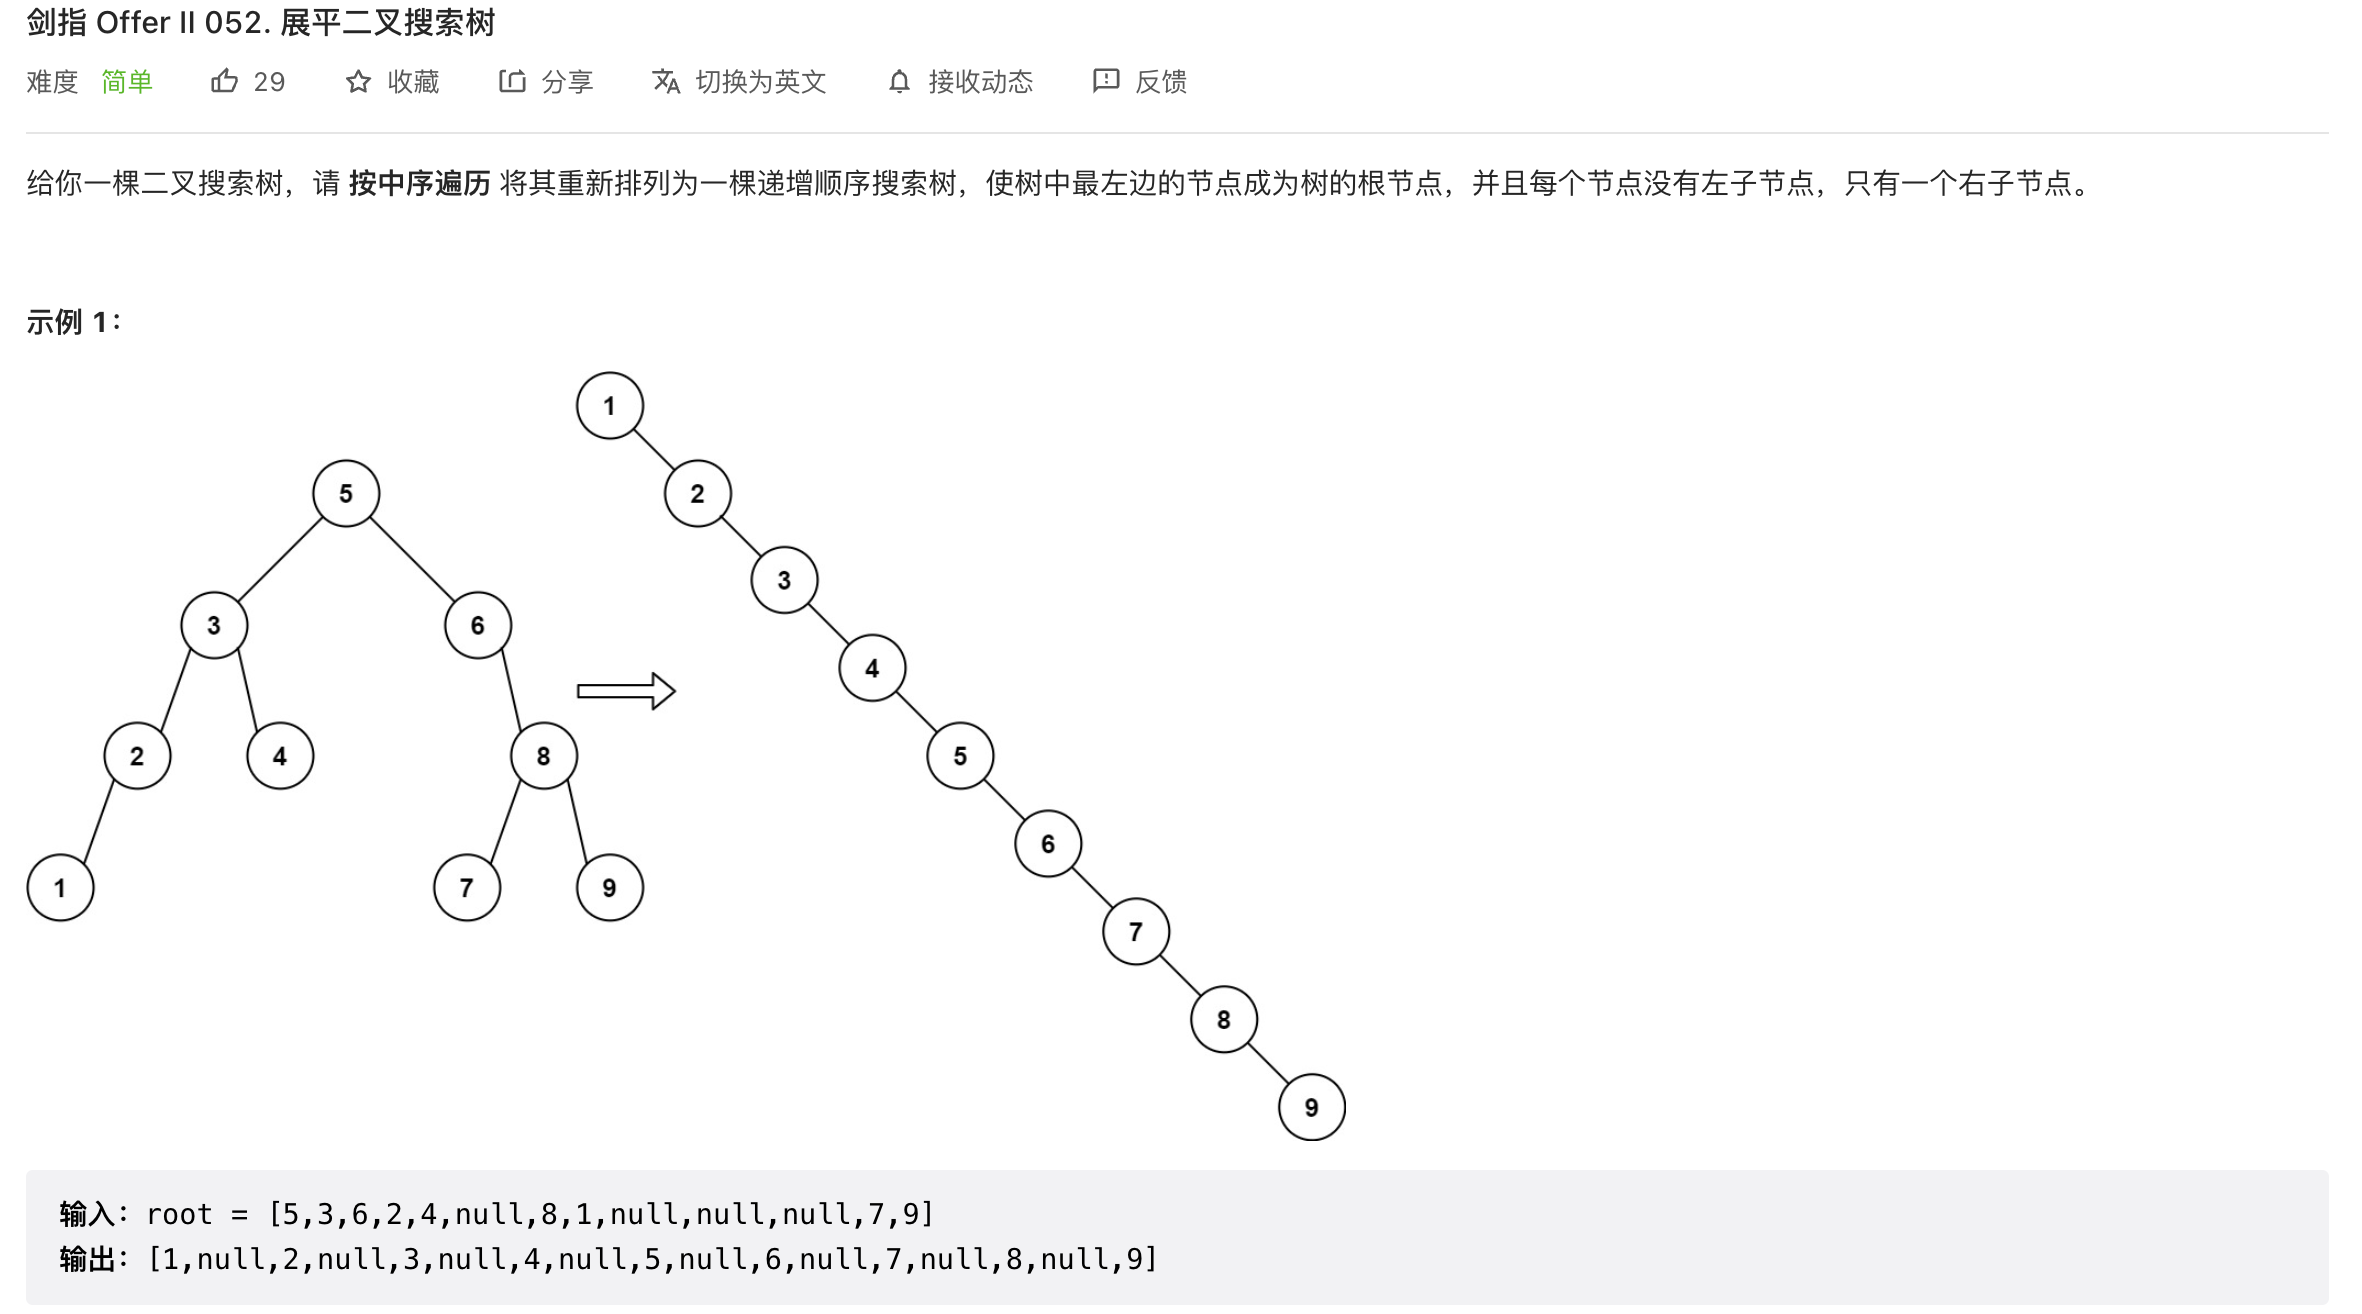 剑指 Offer II 052. 展平二叉搜索树
难度 简单 29 收藏 分享 切换为英文 接收动态 反馈
给你一棵二叉搜索树，请 按中序遍历 将其重新排列为一棵递增顺序搜索树，使树中最左边的节点成为树的根节点，并且每个节点没有左子节点，只有一个右子节点。
示例 1：
5
3 6
2 4 8
1 7 9
1
2
3
4
5
6
7
8
9
输入：root = [5,3,6,2,4,null,8,1,null,null,null,7,9]
输出：[1,null,2,null,3,null,4,null,5,null,6,null,7,null,8,null,9]